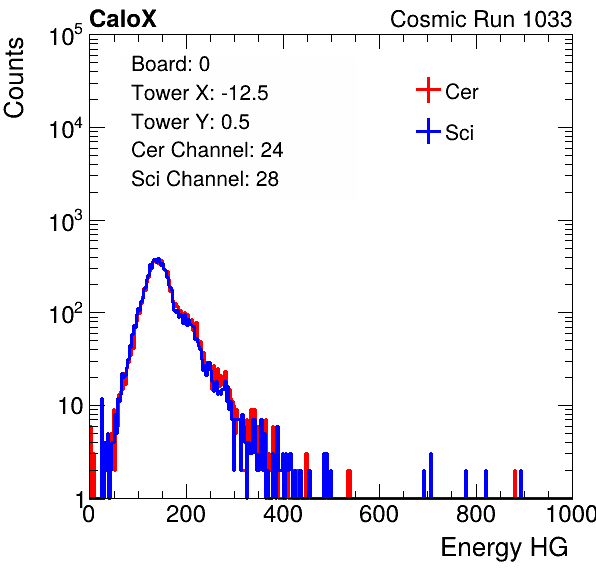 CaloX Cosmic Run 1033
Counts
Board: 0
Tower X: -12.5
Tower Y: 0.5
Cer Channel: 24
Sci Channel: 28
Cer
Sci
10^5
10^4
10^3
10^2
10
1
0 200 400 600 800 1000
Energy HG